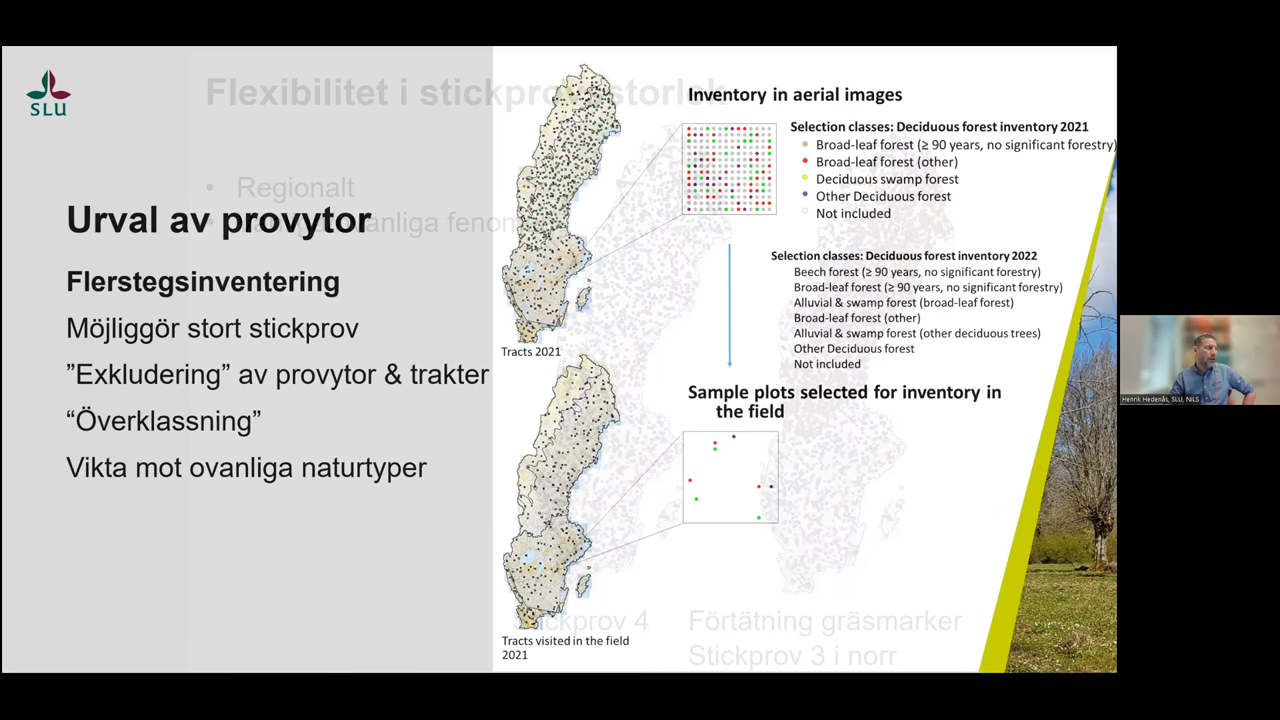 SLU
Flexibilitet i stickprovsstorlek
Regionalt
vanliga fenom
Urval av provytor
Flerstegsinventering
Möjliggör stort stickprov
”Exkludering” av provytor & trakter
“Överklassning”
Vikta mot ovanliga naturtyper
Inventory in aerial images
Selection classes: Deciduous forest inventory 2021
Broad-leaf forest (≥ 90 years, no significant forestry)
Broad-leaf forest (other)
Deciduous swamp forest
Other Deciduous forest
Not included
Selection classes: Deciduous forest inventory 2022
Beech forest (≥ 90 years, no significant forestry)
Broad-leaf forest (≥ 90 years, no significant forestry)
Alluvial & swamp forest (broad-leaf forest)
Broad-leaf forest (other)
Alluvial & swamp forest (other deciduous trees)
Other Deciduous forest
Not included
Tracts 2021
Sample plots selected for inventory in
the field
Stickprov 4
Förtätning gräsmarker
Stickprov 3 i norr
Tracts visited in the field
2021
Henrik Hedenås, SLU, NILS